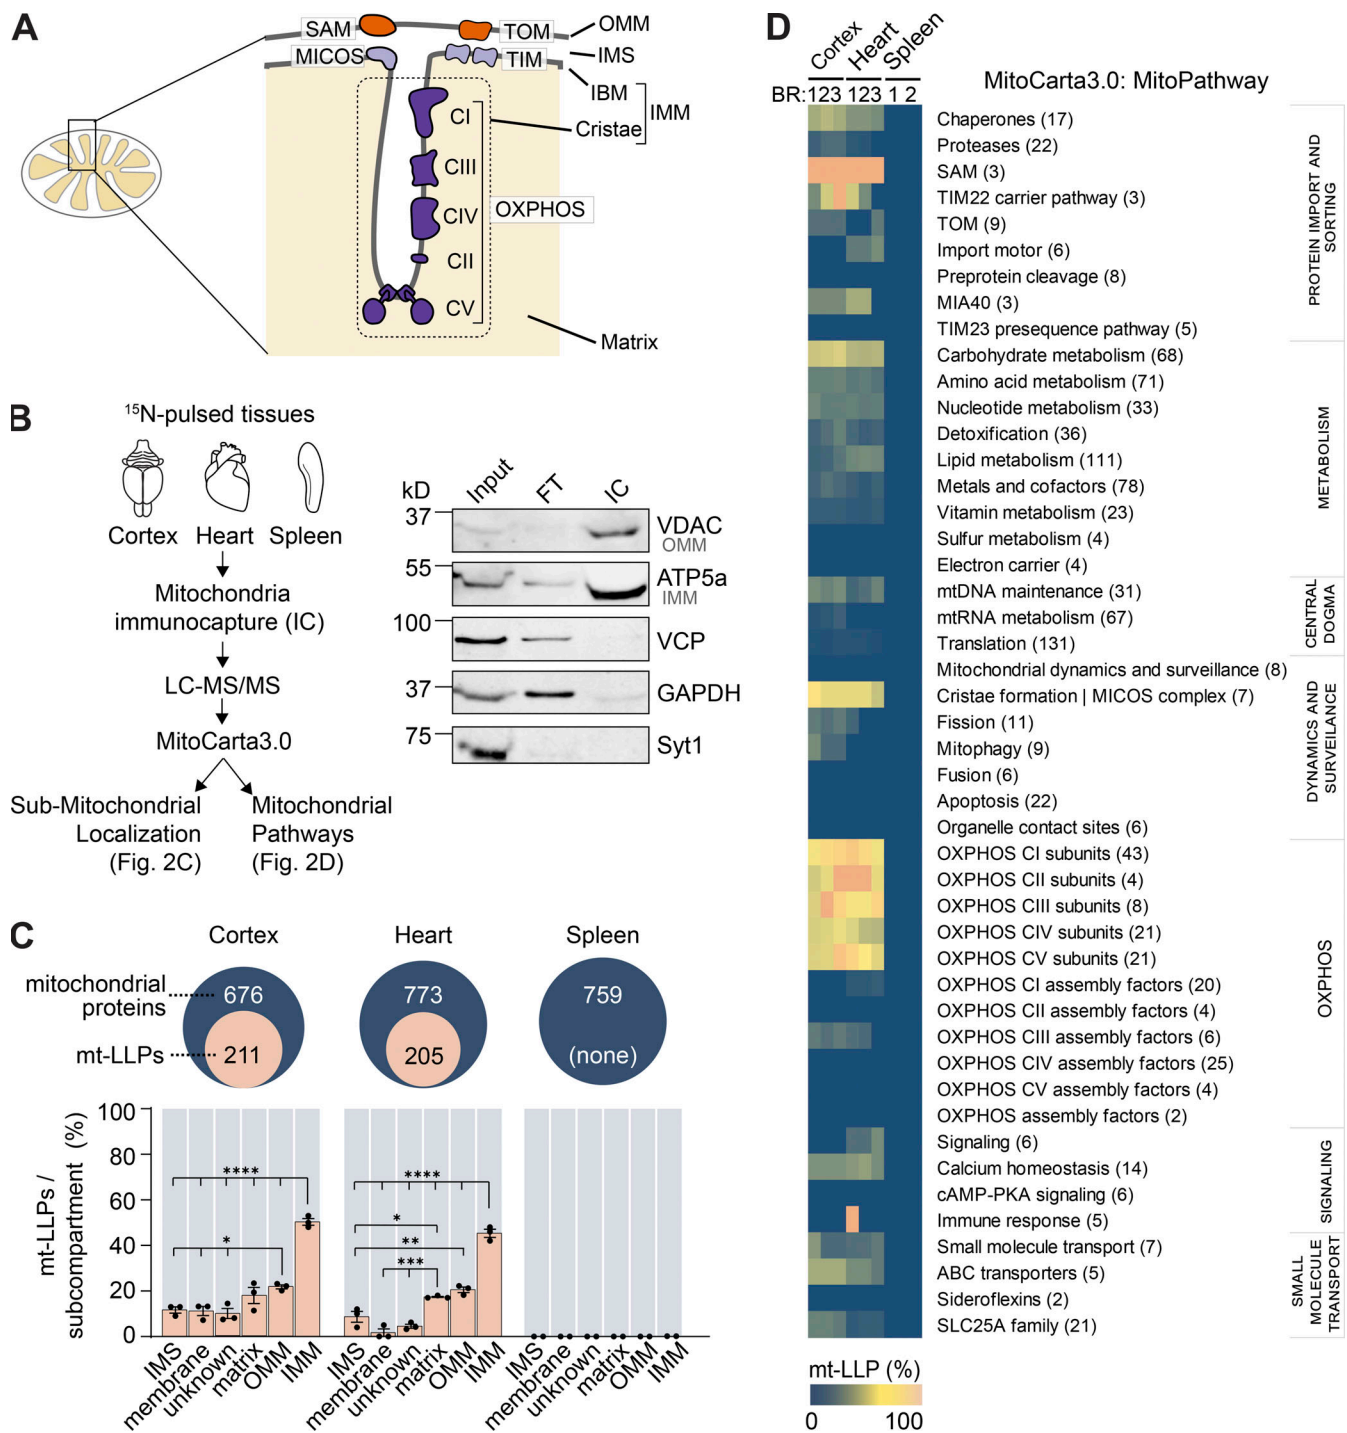 A
SAM
TOM
OMM
MICOS
TIM
IMS
IBM
IMM
Cristae
CI
CIII
CIV
OXPHOS
CII
CV
Matrix
B
¹⁵N-pulsed tissues
Cortex Heart Spleen
Mitochondria
immunocapture (IC)
LC-MS/MS
MitoCarta3.0
Sub-Mitochondrial
Localization
(Fig. 2C)
Mitochondrial
Pathways
(Fig. 2D)
kD
Input
FT
IC
37
VDAC
OMM
55
ATP5a
IMM
100
VCP
37
GAPDH
75
Syt1
C
Cortex
Heart
Spleen
mitochondrial
proteins
676
773
759
mt-LLPs
211
205
(none)
mt-LLPs /
subcompartment (%)
100
80
60
40
20
0
****
*
****
*
**
***
IMS
membrane
unknown
matrix
OMM
IMM
IMS
membrane
unknown
matrix
OMM
IMM
IMS
membrane
unknown
matrix
OMM
IMM
D
Cortex
Heart
Spleen
BR: 123 123 1 2
MitoCarta3.0: MitoPathway
Chaperones (17)
Proteases (22)
SAM (3)
TIM22 carrier pathway (3)
TOM (9)
Import motor (6)
Preprotein cleavage (8)
MIA40 (3)
TIM23 presequence pathway (5)
PROTEIN IMPORT AND
SORTING
Carbohydrate metabolism (68)
Amino acid metabolism (71)
Nucleotide metabolism (33)
Detoxification (36)
Lipid metabolism (111)
Metals and cofactors (78)
Vitamin metabolism (23)
Sulfur metabolism (4)
Electron carrier (4)
METABOLISM
mtDNA maintenance (31)
mtRNA metabolism (67)
Translation (131)
CENTRAL
DOGMA
Mitochondrial dynamics and surveillance (8)
Cristae formation | MICOS complex (7)
Fission (11)
Mitophagy (9)
Fusion (6)
Apoptosis (22)
Organelle contact sites (6)
DYNAMICS AND
SURVEILANCE
OXPHOS CI subunits (43)
OXPHOS CII subunits (4)
OXPHOS CIII subunits (8)
OXPHOS CIV subunits (21)
OXPHOS CV subunits (21)
OXPHOS CI assembly factors (20)
OXPHOS CII assembly factors (4)
OXPHOS CIII assembly factors (6)
OXPHOS CIV assembly factors (25)
OXPHOS CV assembly factors (4)
OXPHOS assembly factors (2)
OXPHOS
Signaling (6)
Calcium homeostasis (14)
cAMP-PKA signaling (6)
Immune response (5)
SIGNALING
Small molecule transport (7)
ABC transporters (5)
Sideroflexins (2)
SLC25A family (21)
SMALL
MOLECULE
TRANSPORT
mt-LLP (%)
0
100